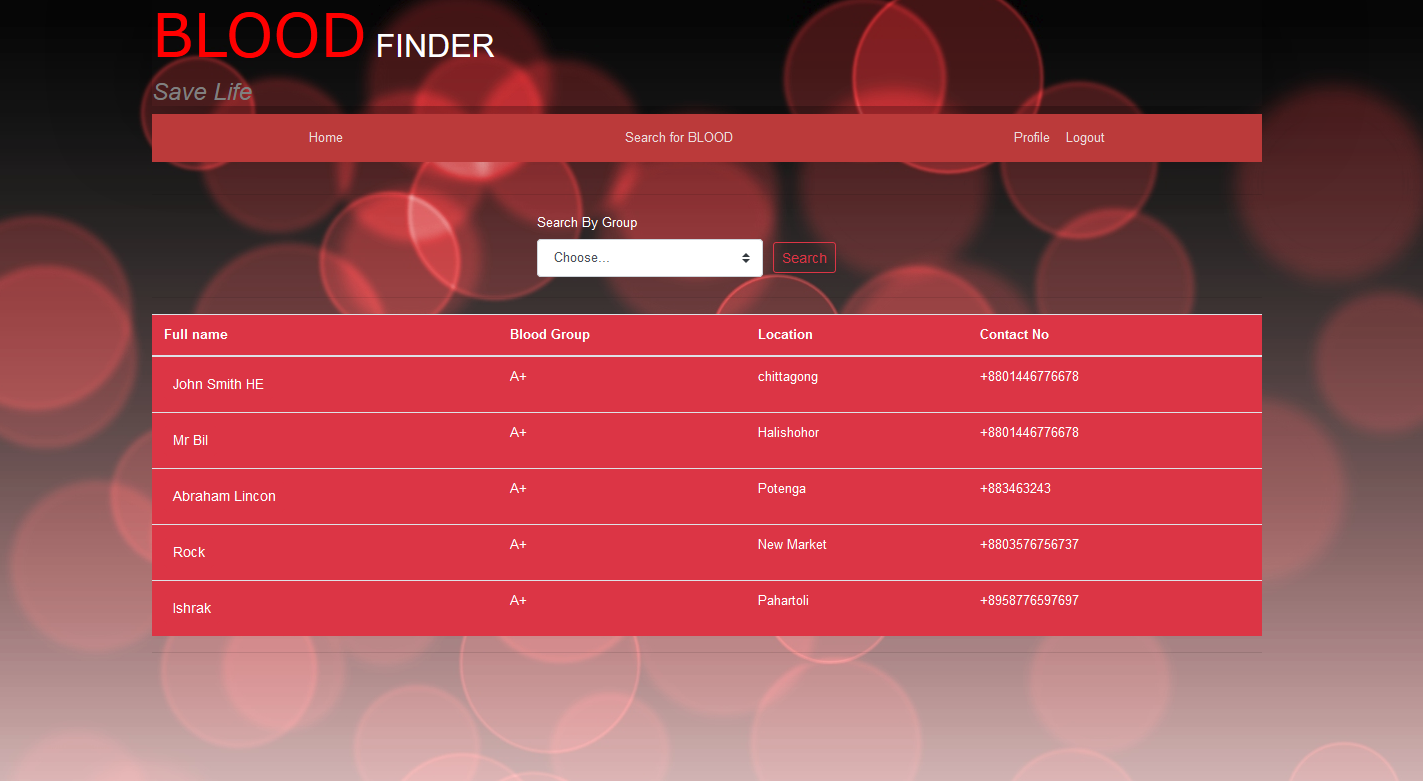 BLOOD FINDER
Save Life
Home Search for BLOOD Profile Logout
Search By Group
Choose... Search
Full name Blood Group Location Contact No
John Smith HE A+ chittagong +8801446776678
Mr Bil A+ Halishohor +8801446776678
Abraham Lincon A+ Potenga +883463243
Rock A+ New Market +8803576756737
Ishrak A+ Pahartoli +8958776597697